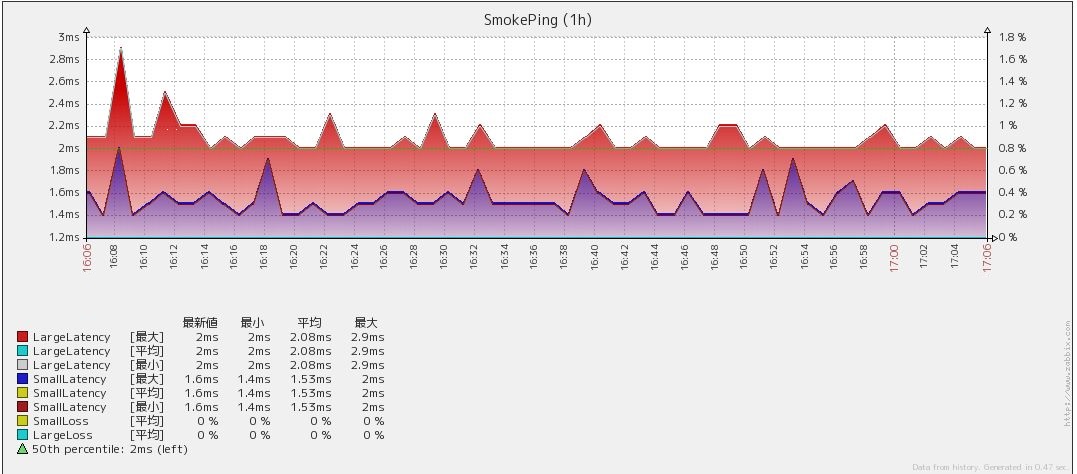 SmokePing (1h)
3ms
2.8ms
2.6ms
2.4ms
2.2ms
2ms
1.8ms
1.6ms
1.4ms
1.2ms
1.8 %
1.6 %
1.4 %
1.2 %
1 %
0.8 %
0.6 %
0.4 %
0.2 %
0 %
16:06
16:08
16:10
16:12
16:14
16:16
16:18
16:20
16:22
16:24
16:26
16:28
16:30
16:32
16:34
16:36
16:38
16:40
16:42
16:44
16:46
16:48
16:50
16:52
16:54
16:56
16:58
17:00
17:02
17:04
17:06
最新値 最小 平均 最大
LargeLatency [最大] 2ms 2ms 2.08ms 2.9ms
LargeLatency [平均] 2ms 2ms 2.08ms 2.9ms
LargeLatency [最小] 2ms 2ms 2.08ms 2.9ms
SmallLatency [最大] 1.6ms 1.4ms 1.53ms 2ms
SmallLatency [平均] 1.6ms 1.4ms 1.53ms 2ms
SmallLatency [最小] 1.6ms 1.4ms 1.53ms 2ms
SmallLoss [平均] 0 % 0 % 0 % 0 %
LargeLoss [平均] 0 % 0 % 0 % 0 %
50th percentile: 2ms (left)
http://www.zabbix.com
Data from history. Generated in 0.47 sec.